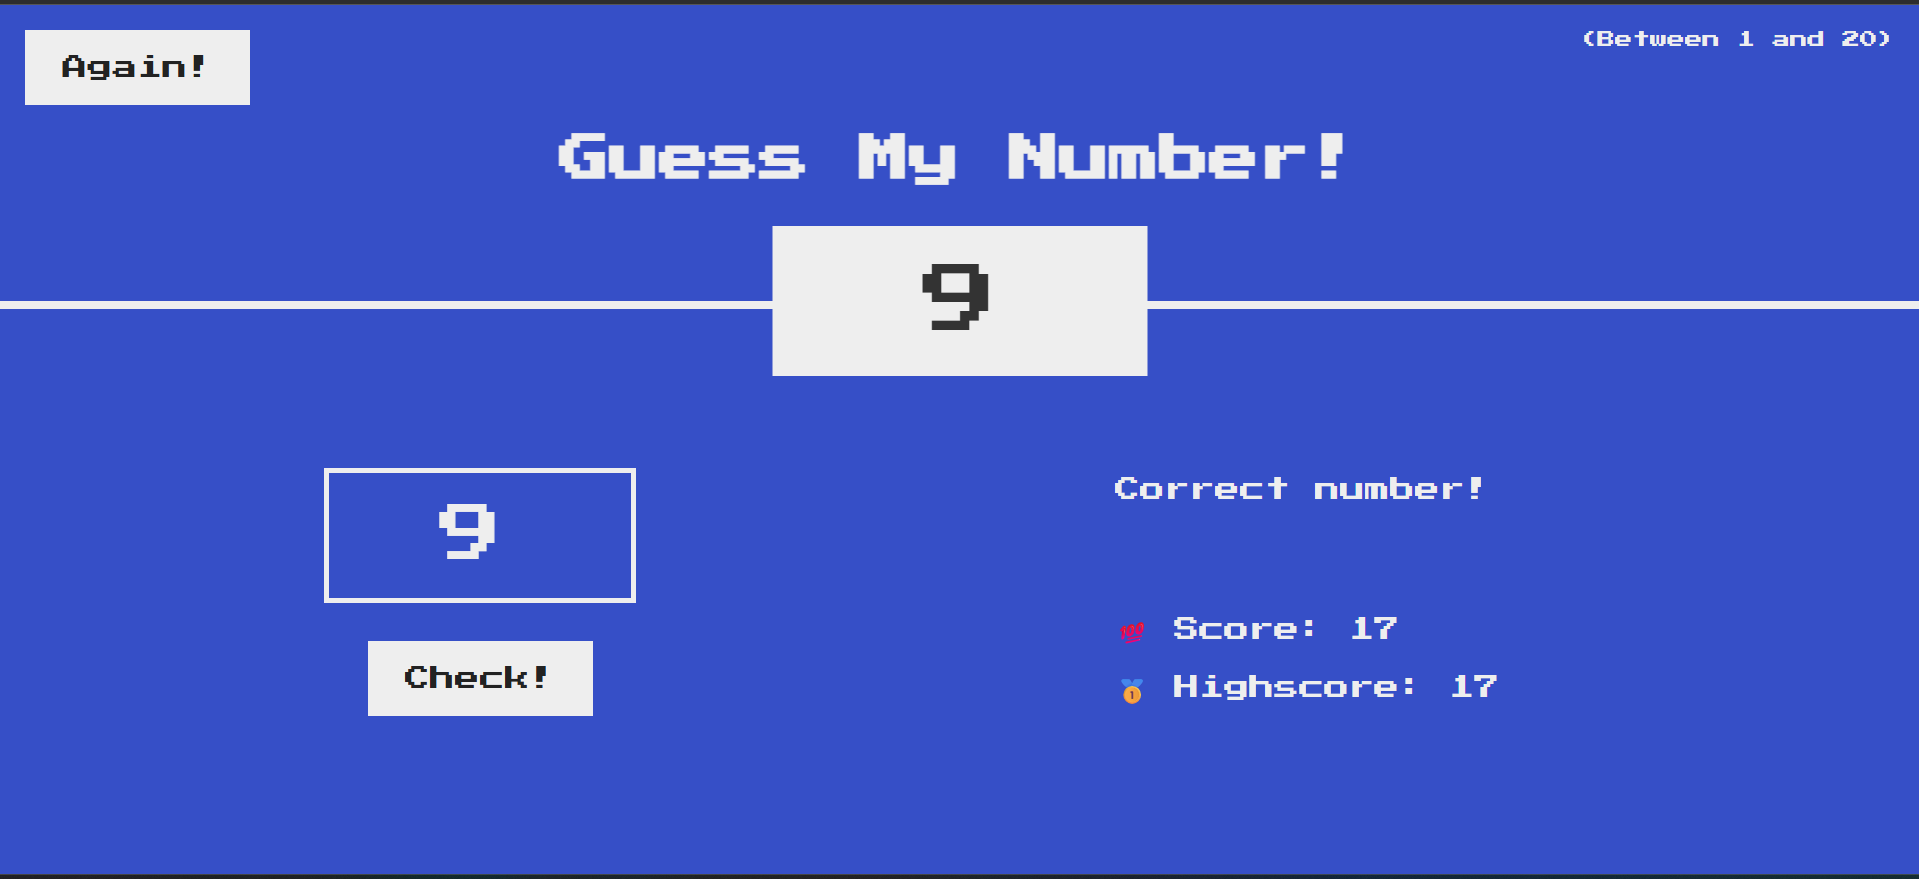 Again!
(Between 1 and 20)
Guess My Number!
9
9
Check!
Correct number!
💯 Score: 17
🥇 Highscore: 17